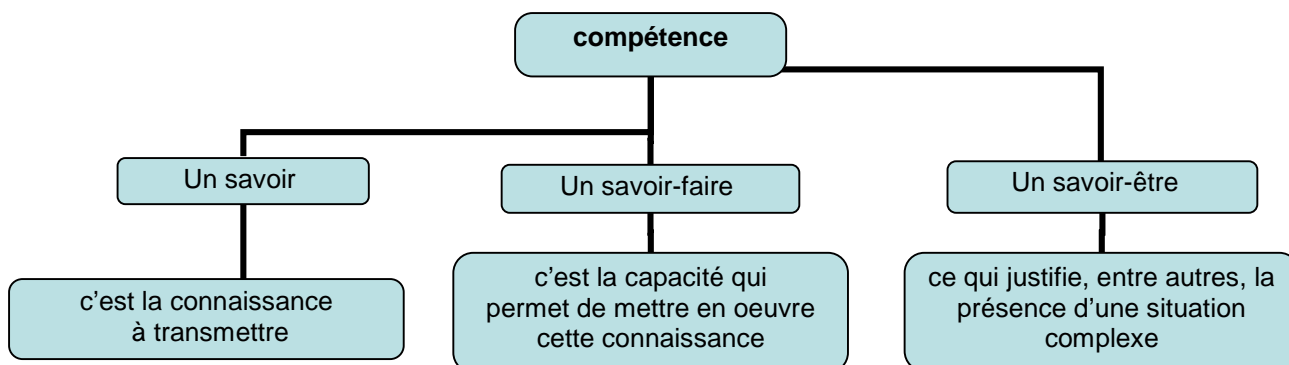 compétence
Un savoir
Un savoir-faire
Un savoir-être
c’est la connaissance
à transmettre
c’est la capacité qui
permet de mettre en oeuvre
cette connaissance
ce qui justifie, entre autres, la
présence d’une situation
complexe